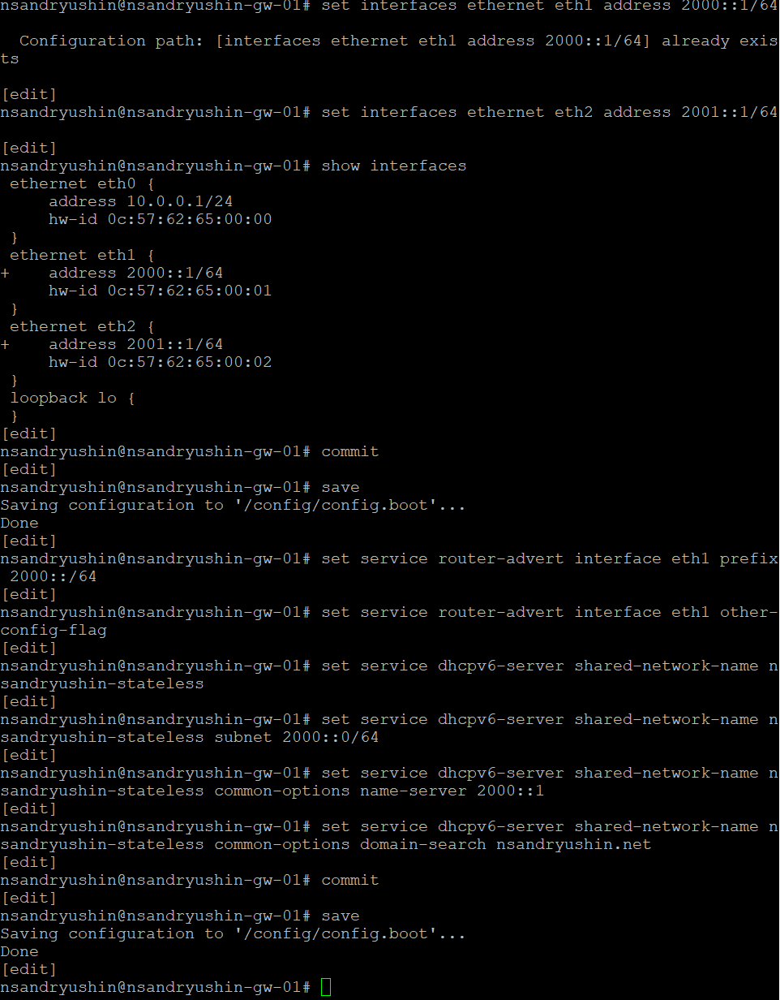 nsandryushin@nsandryushin-gw-01# set interfaces ethernet eth1 address 2000::1/64
  Configuration path: [interfaces ethernet eth1 address 2000::1/64] already exis
ts
[edit]
nsandryushin@nsandryushin-gw-01# set interfaces ethernet eth2 address 2001::1/64
[edit]
nsandryushin@nsandryushin-gw-01# show interfaces
 ethernet eth0 {
     address 10.0.0.1/24
     hw-id 0c:57:62:65:00:00
 }
 ethernet eth1 {
+    address 2000::1/64
     hw-id 0c:57:62:65:00:01
 }
 ethernet eth2 {
+    address 2001::1/64
     hw-id 0c:57:62:65:00:02
 }
 loopback lo {
 }
[edit]
nsandryushin@nsandryushin-gw-01# commit
[edit]
nsandryushin@nsandryushin-gw-01# save
Saving configuration to '/config/config.boot'...
Done
[edit]
nsandryushin@nsandryushin-gw-01# set service router-advert interface eth1 prefix
 2000::/64
[edit]
nsandryushin@nsandryushin-gw-01# set service router-advert interface eth1 other-
config-flag
[edit]
nsandryushin@nsandryushin-gw-01# set service dhcpv6-server shared-network-name n
sandryushin-stateless
[edit]
nsandryushin@nsandryushin-gw-01# set service dhcpv6-server shared-network-name n
sandryushin-stateless subnet 2000::0/64
[edit]
nsandryushin@nsandryushin-gw-01# set service dhcpv6-server shared-network-name n
sandryushin-stateless common-options name-server 2000::1
[edit]
nsandryushin@nsandryushin-gw-01# set service dhcpv6-server shared-network-name n
sandryushin-stateless common-options domain-search nsandryushin.net
[edit]
nsandryushin@nsandryushin-gw-01# commit
[edit]
nsandryushin@nsandryushin-gw-01# save
Saving configuration to '/config/config.boot'...
Done
[edit]
nsandryushin@nsandryushin-gw-01#